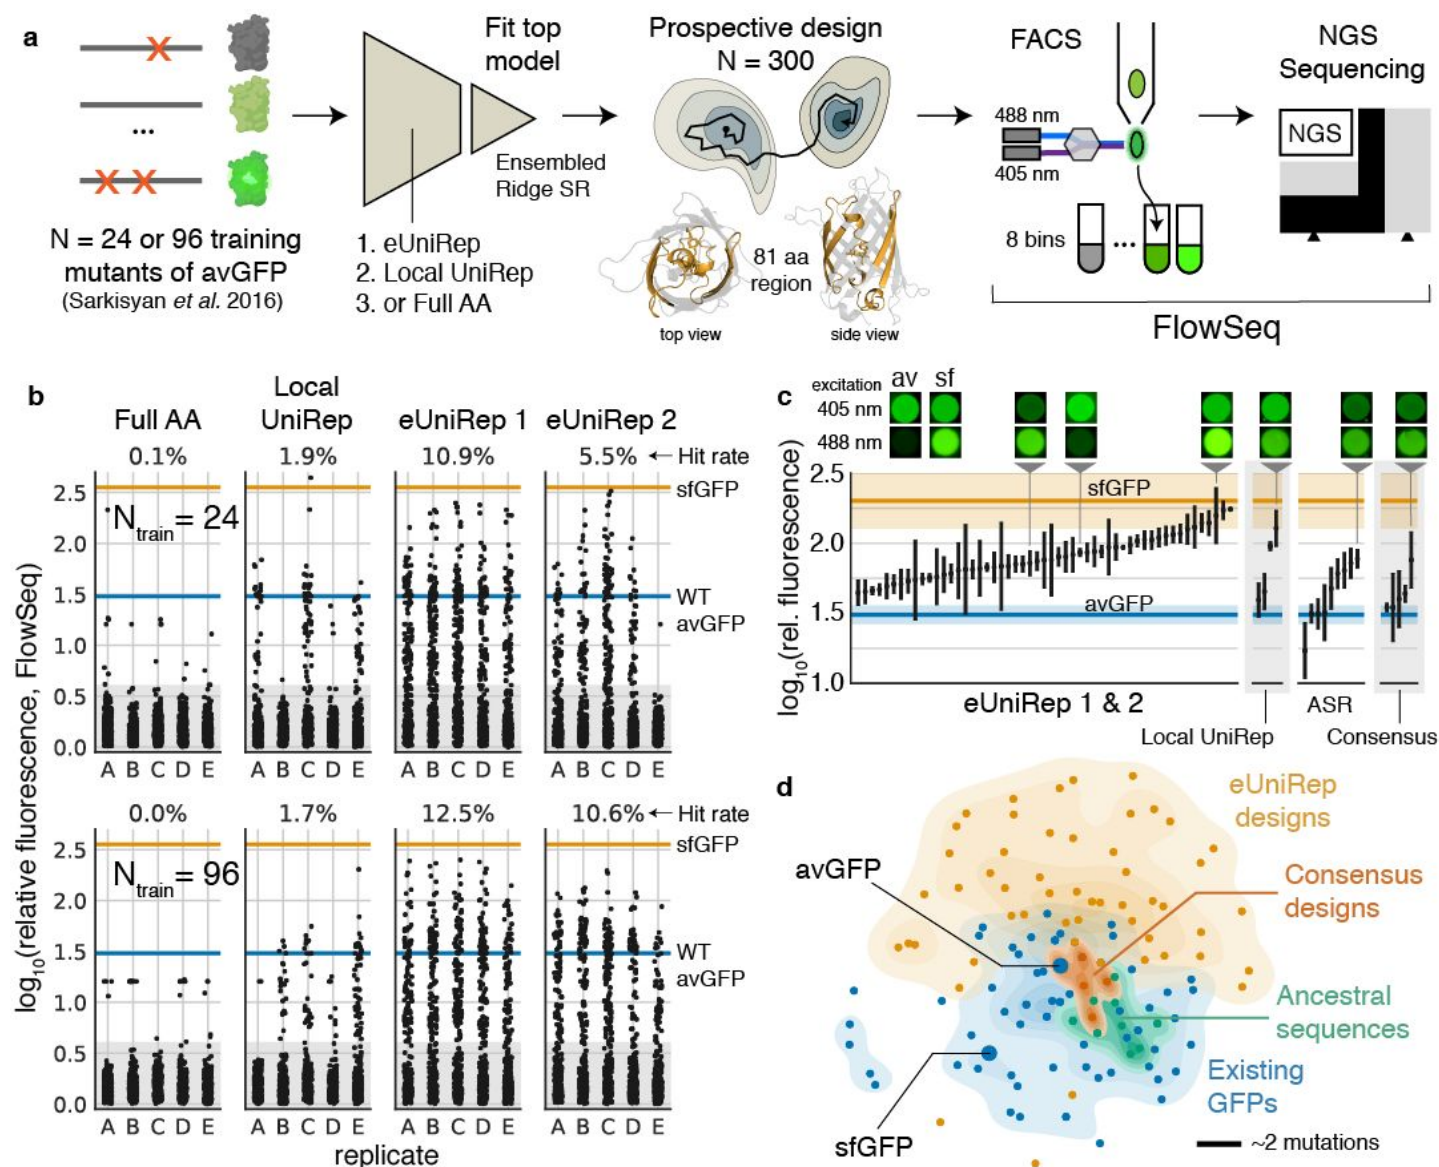 a
N = 24 or 96 training
mutants of avGFP
(Sarkisyan et al. 2016)
...
Fit top
model
Ensembled
Ridge SR
1. eUniRep
2. Local UniRep
3. or Full AA
Prospective design
N = 300
81 aa
region
top view
side view
FACS
488 nm
405 nm
8 bins
...
NGS
Sequencing
NGS
FlowSeq
b
Full AA
Local
UniRep
eUniRep 1
eUniRep 2
0.1%
1.9%
10.9%
5.5%
Hit rate
log10(relative fluorescence, FlowSeq)
2.5
2.0
1.5
1.0
0.5
0.0
Ntrain = 24
sfGFP
WT
avGFP
A B C D E
A B C D E
A B C D E
A B C D E
0.0%
1.7%
12.5%
10.6%
Hit rate
2.5
2.0
1.5
1.0
0.5
0.0
Ntrain = 96
sfGFP
WT
avGFP
A B C D E
A B C D E
A B C D E
A B C D E
replicate
c
excitation
405 nm
488 nm
av
sf
log10(rel. fluorescence)
2.5
2.0
1.5
1.0
sfGFP
avGFP
eUniRep 1 & 2
Local UniRep
ASR
Consensus
d
eUniRep
designs
avGFP
Consensus
designs
Ancestral
sequences
Existing
GFPs
sfGFP
~2 mutations